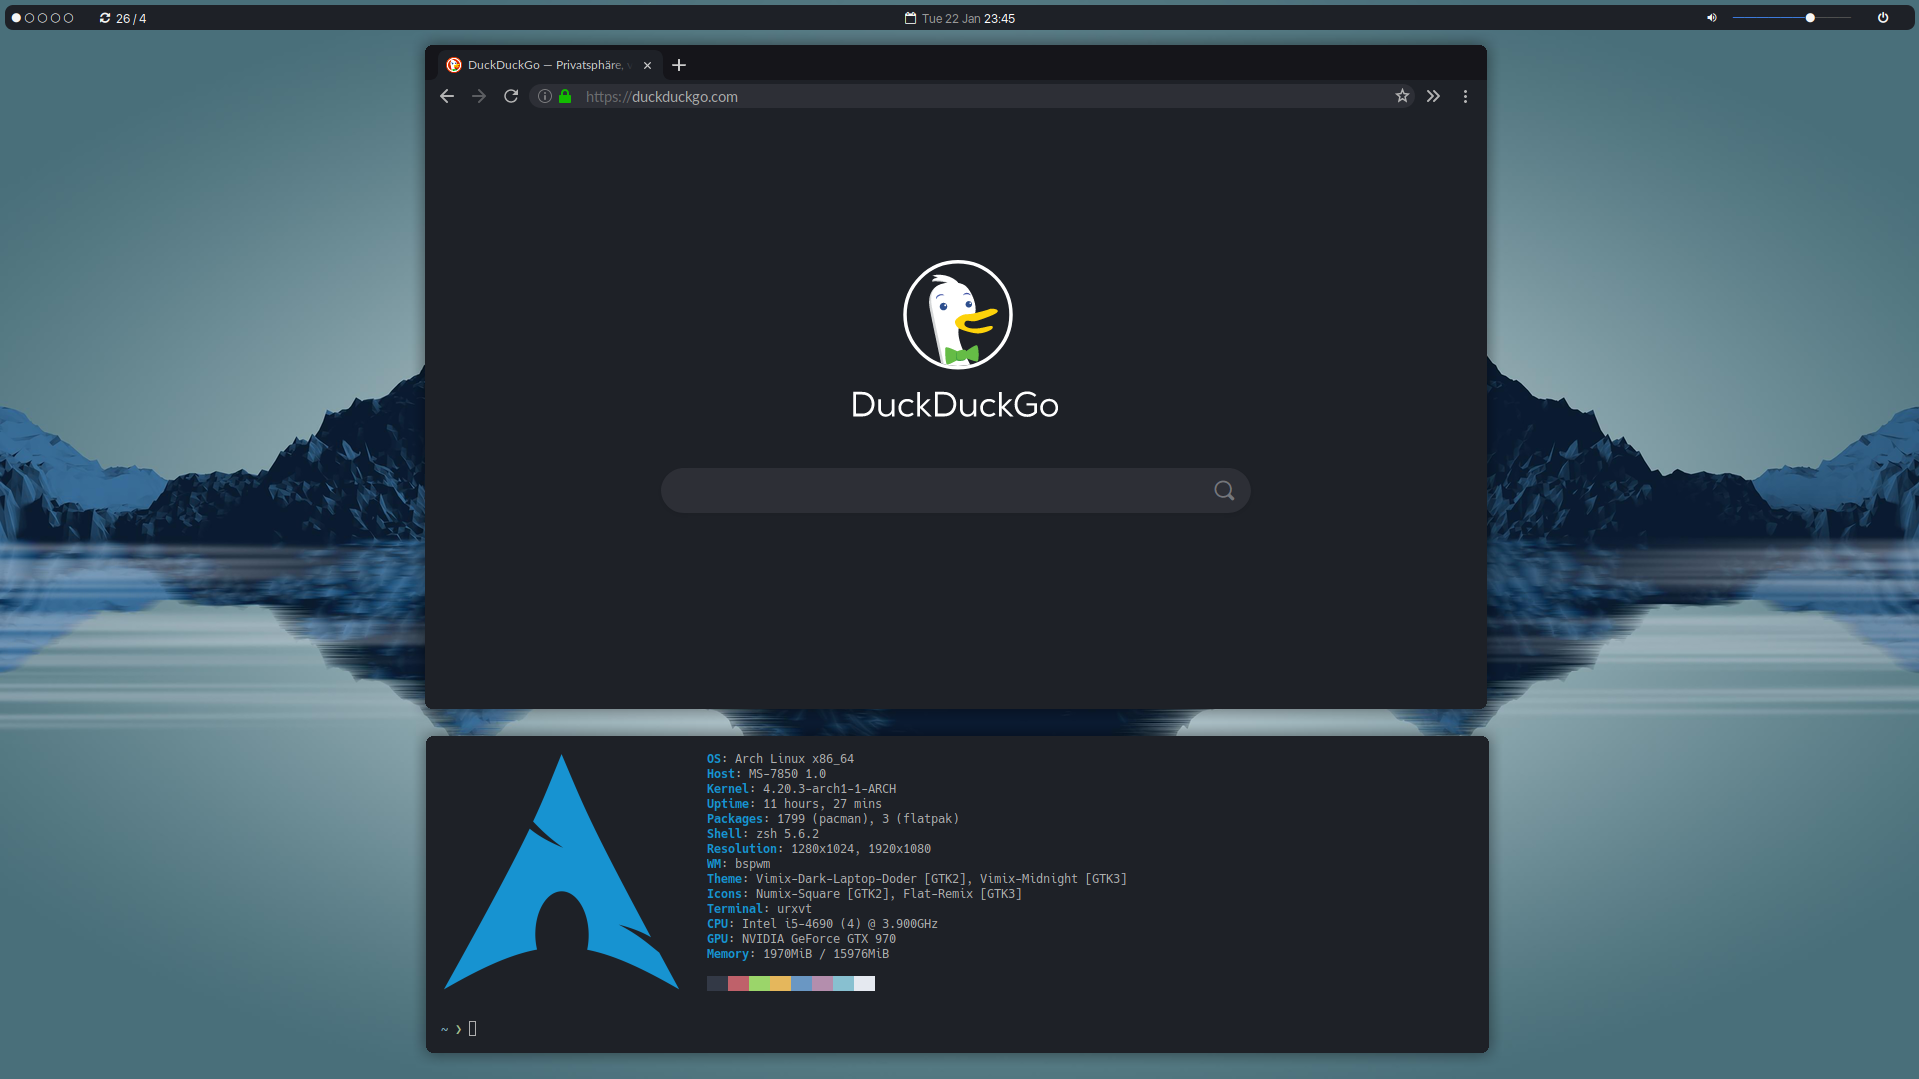 26 / 4
Tue 22 Jan 23:45
DuckDuckGo — Privatsphäre,
https://duckduckgo.com
DuckDuckGo
OS: Arch Linux x86_64
Host: MS-7850 1.0
Kernel: 4.20.3-arch1-1-ARCH
Uptime: 11 hours, 27 mins
Packages: 1799 (pacman), 3 (flatpak)
Shell: zsh 5.6.2
Resolution: 1280x1024, 1920x1080
WM: bspwm
Theme: Vimix-Dark-Laptop-Doder [GTK2], Vimix-Midnight [GTK3]
Icons: Numix-Square [GTK2], Flat-Remix [GTK3]
Terminal: urxvt
CPU: Intel i5-4690 (4) @ 3.900GHz
GPU: NVIDIA GeForce GTX 970
Memory: 1970MiB / 15976MiB
~ ❯